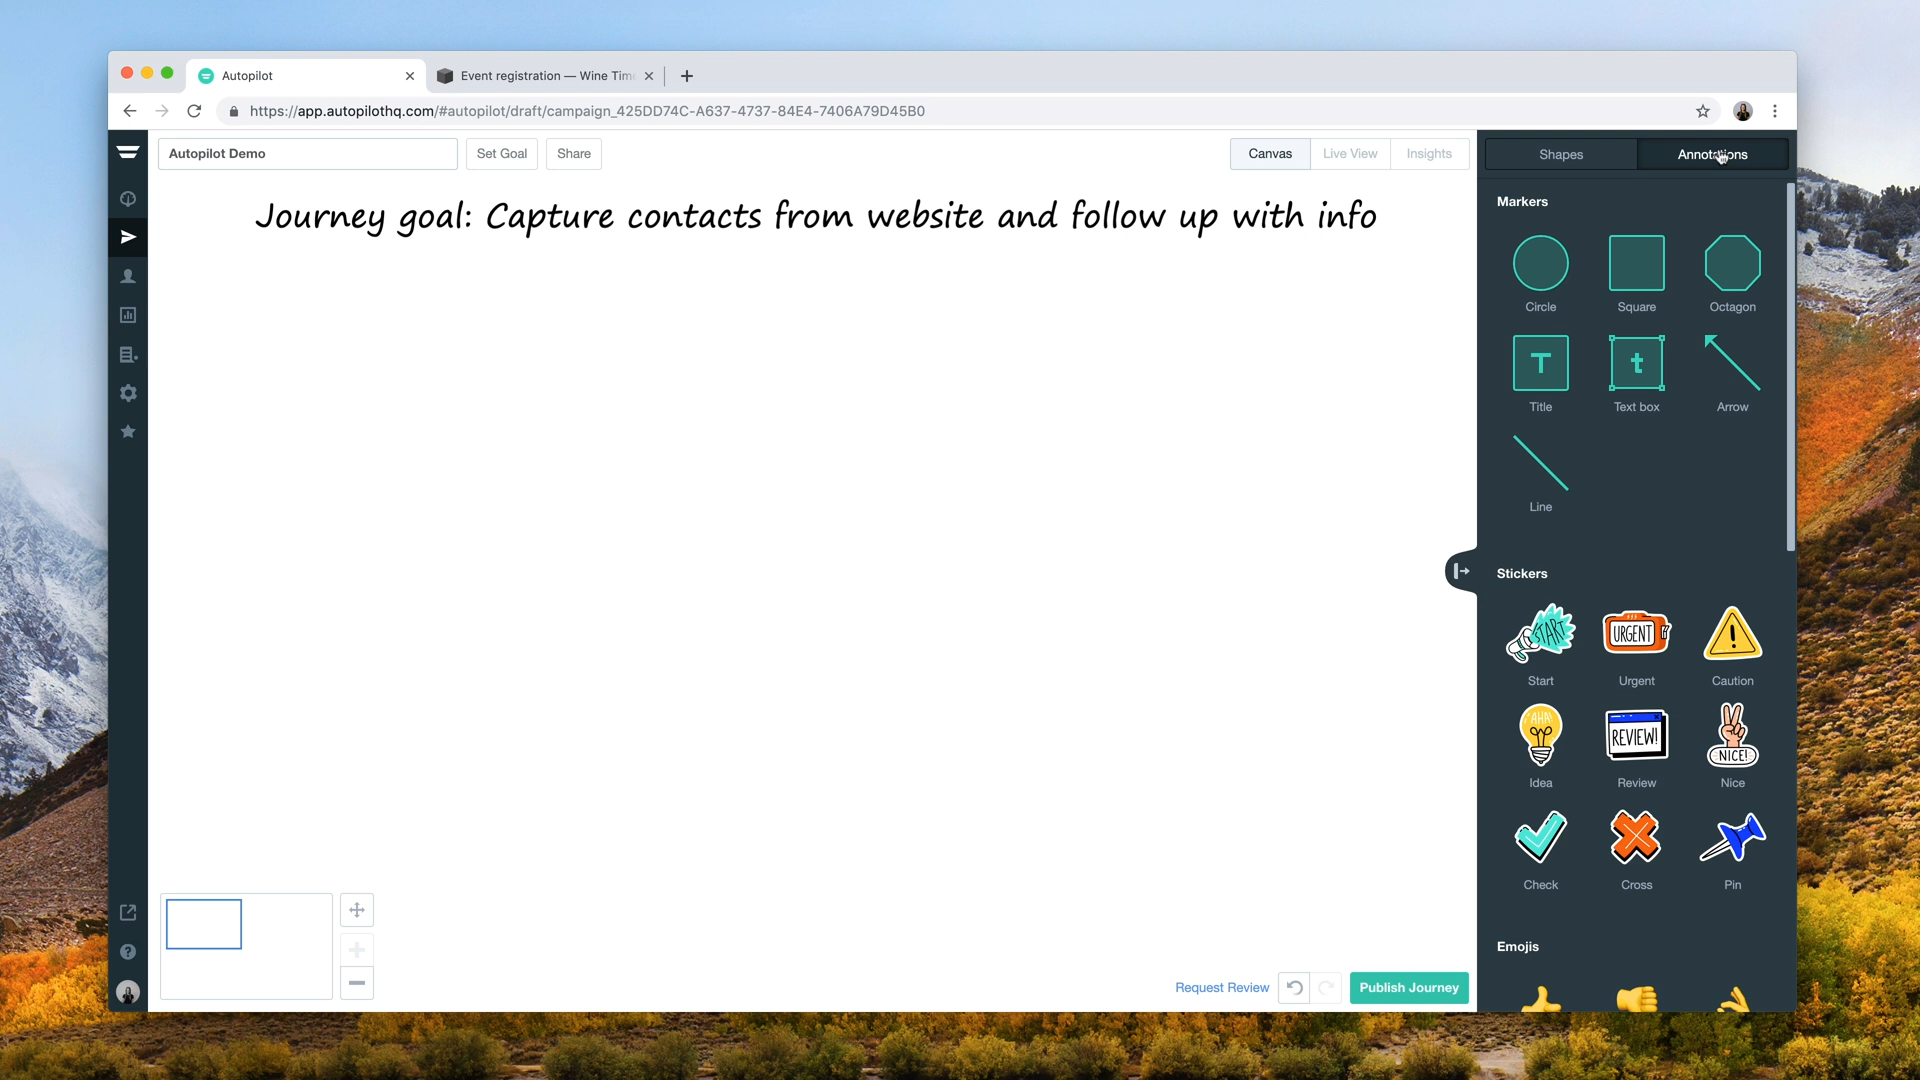 Autopilot
Event registration — Wine Tim
https://app.autopilothq.com/#autopilot/draft/campaign_425DD74C-A637-4737-84E4-7406A79D45B0
Autopilot Demo
Set Goal
Share
Canvas
Live View
Insights
Shapes
Annotations
Journey goal: Capture contacts from website and follow up with info
Markers
Circle
Square
Octagon
T
t
Title
Text box
Arrow
Line
Stickers
START
URGENT
Start
Urgent
Caution
AHA!
REVIEW!
NICE!
Idea
Review
Nice
Check
Cross
Pin
Emojis
Request Review
Publish Journey